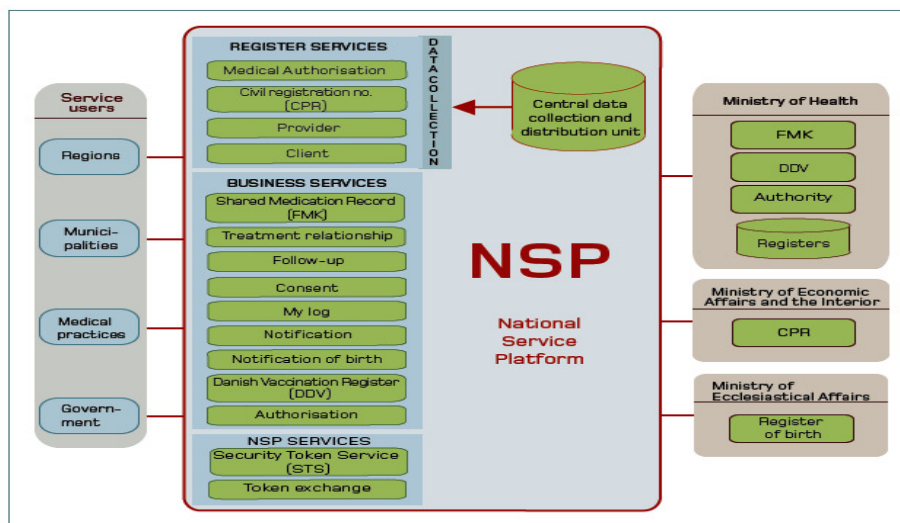 Service
users
Regions
Munici-
palities
Medical
practices
Govern-
ment
REGISTER SERVICES
Medical Authorisation
Civil registration no.
(CPR)
Provider
Client
DATACOLLECTION
BUSINESS SERVICES
Shared Medication Record
(FMK)
Treatment relationship
Follow-up
Consent
My log
Notification
Notification of birth
Danish Vaccination Register
(DDV)
Authorisation
NSP SERVICES
Security Token Service
(STS)
Token exchange
Central data
collection and
distribution unit
NSP
National
Service
Platform
Ministry of Health
FMK
DDV
Authority
Registers
Ministry of Economic
Affairs and the Interior
CPR
Ministry of
Ecclesiastical Affairs
Register
of birth